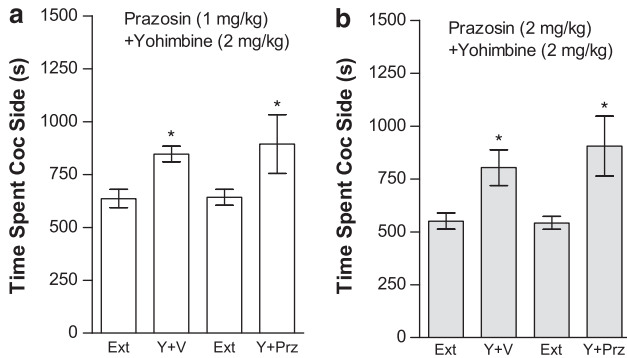 a
Prazosin (1 mg/kg)
+Yohimbine (2 mg/kg)
Time Spent Coc Side (s)
1500
1250
1000
750
500
250
0
*
*
Ext Y+V Ext Y+Prz
b
Prazosin (2 mg/kg)
+Yohimbine (2 mg/kg)
Time Spent Coc Side (s)
1500
1250
1000
750
500
250
0
*
*
Ext Y+V Ext Y+Prz